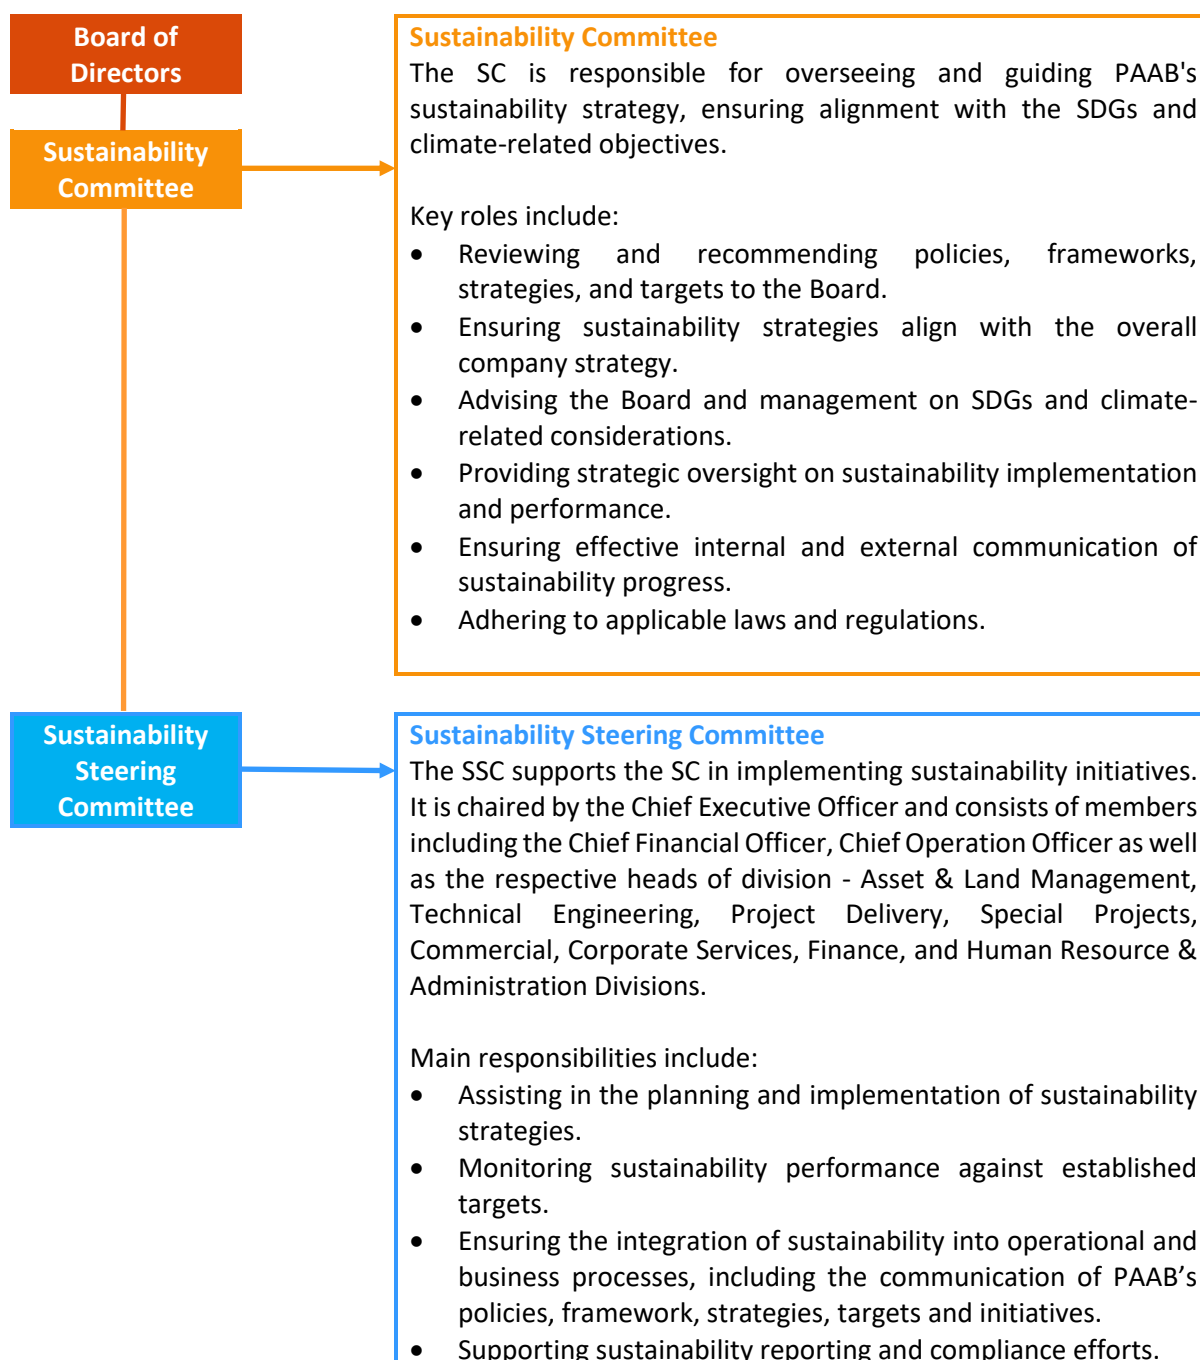 Board of
Directors
Sustainability
Committee
Sustainability Committee
The SC is responsible for overseeing and guiding PAAB's
sustainability strategy, ensuring alignment with the SDGs and
climate-related objectives.
Key roles include:
• Reviewing and recommending policies, frameworks,
strategies, and targets to the Board.
• Ensuring sustainability strategies align with the overall
company strategy.
• Advising the Board and management on SDGs and climate-
related considerations.
• Providing strategic oversight on sustainability implementation
and performance.
• Ensuring effective internal and external communication of
sustainability progress.
• Adhering to applicable laws and regulations.
Sustainability
Steering
Committee
Sustainability Steering Committee
The SSC supports the SC in implementing sustainability initiatives.
It is chaired by the Chief Executive Officer and consists of members
including the Chief Financial Officer, Chief Operation Officer as well
as the respective heads of division - Asset & Land Management,
Technical Engineering, Project Delivery, Special Projects,
Commercial, Corporate Services, Finance, and Human Resource &
Administration Divisions.
Main responsibilities include:
• Assisting in the planning and implementation of sustainability
strategies.
• Monitoring sustainability performance against established
targets.
• Ensuring the integration of sustainability into operational and
business processes, including the communication of PAAB’s
policies, framework, strategies, targets and initiatives.
• Supporting sustainability reporting and compliance efforts.